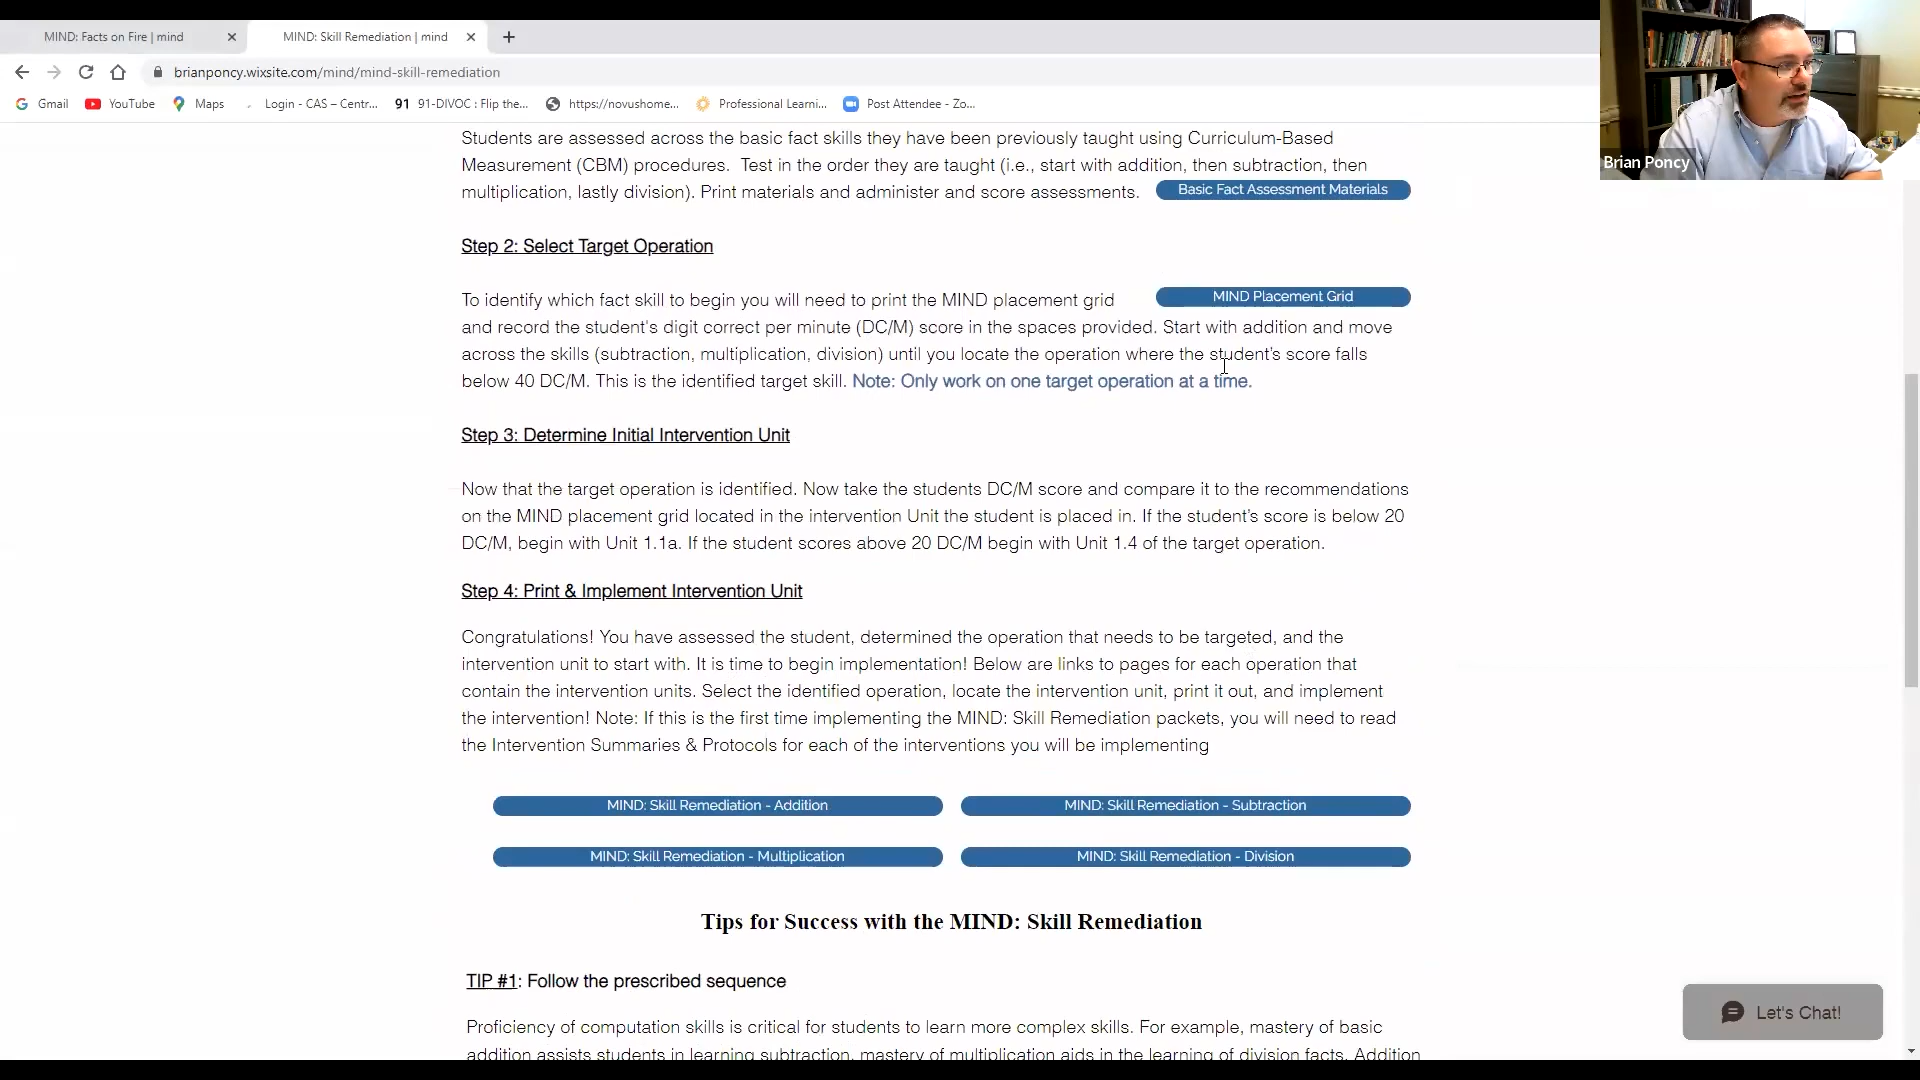 MIND: Facts on Fire | mind
MIND: Skill Remediation | mind
brianponcy.wixsite.com/mind/mind-skill-remediation
Gmail
YouTube
Maps
Login - CAS – Centr...
91 91-DIVOC : Flip the...
https://novushome...
Professional Learni...
Post Attendee - Zo...
Brian Poncy
Students are assessed across the basic fact skills they have been previously taught using Curriculum-Based
Measurement (CBM) procedures. Test in the order they are taught (i.e., start with addition, then subtraction, then
multiplication, lastly division). Print materials and administer and score assessments.
Basic Fact Assessment Materials
Step 2: Select Target Operation
To identify which fact skill to begin you will need to print the MIND placement grid
MIND Placement Grid
and record the student's digit correct per minute (DC/M) score in the spaces provided. Start with addition and move
across the skills (subtraction, multiplication, division) until you locate the operation where the student's score falls
below 40 DC/M. This is the identified target skill. Note: Only work on one target operation at a time.
Step 3: Determine Initial Intervention Unit
Now that the target operation is identified. Now take the students DC/M score and compare it to the recommendations
on the MIND placement grid located in the intervention Unit the student is placed in. If the student's score is below 20
DC/M, begin with Unit 1.1a. If the student scores above 20 DC/M begin with Unit 1.4 of the target operation.
Step 4: Print & Implement Intervention Unit
Congratulations! You have assessed the student, determined the operation that needs to be targeted, and the
intervention unit to start with. It is time to begin implementation! Below are links to pages for each operation that
contain the intervention units. Select the identified operation, locate the intervention unit, print it out, and implement
the intervention! Note: If this is the first time implementing the MIND: Skill Remediation packets, you will need to read
the Intervention Summaries & Protocols for each of the interventions you will be implementing
MIND: Skill Remediation - Addition
MIND: Skill Remediation - Subtraction
MIND: Skill Remediation - Multiplication
MIND: Skill Remediation - Division
Tips for Success with the MIND: Skill Remediation
TIP #1: Follow the prescribed sequence
Proficiency of computation skills is critical for students to learn more complex skills. For example, mastery of basic
addition assists students in learning subtraction, mastery of multiplication aids in the learning of division facts. Addition
Let's Chat!